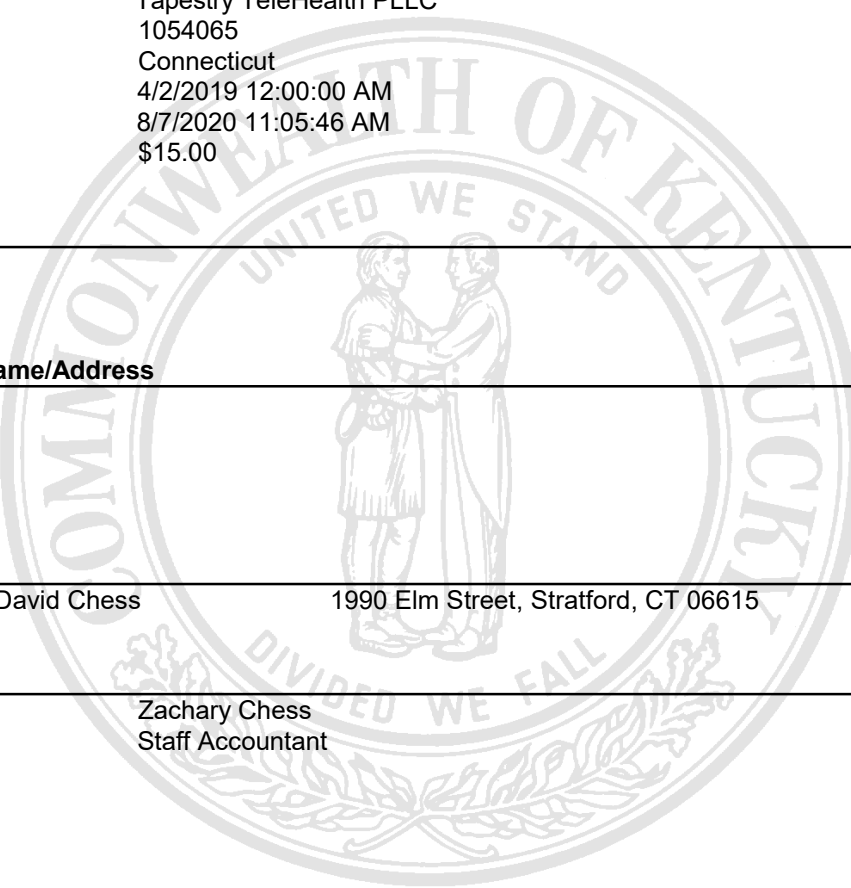 Tapestry TeleHealth PLLC
1054065
Connecticut
4/2/2019 12:00:00 AM
8/7/2020 11:05:46 AM
$15.00
COMMONWEALTH OF KENTUCKY
UNITED WE STAND
ame/Address
David Chess 1990 Elm Street, Stratford, CT 06615
DIVIDED WE FALL
Zachary Chess
Staff Accountant